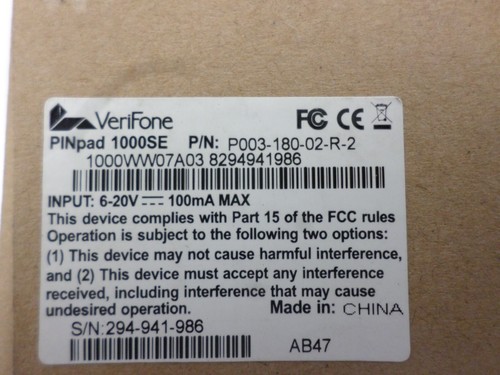 VeriFone
FC CE
PINpad 1000SE P/N: P003-180-02-R-2
1000WW07A03 8294941986
INPUT: 6-20V 100mA MAX
This device complies with Part 15 of the FCC rules
Operation is subject to the following two options:
(1) This device may not cause harmful interference,
and (2) This device must accept any interference
received, including interference that may cause
undesired operation. Made in: CHINA
S/N:294-941-986
AB47